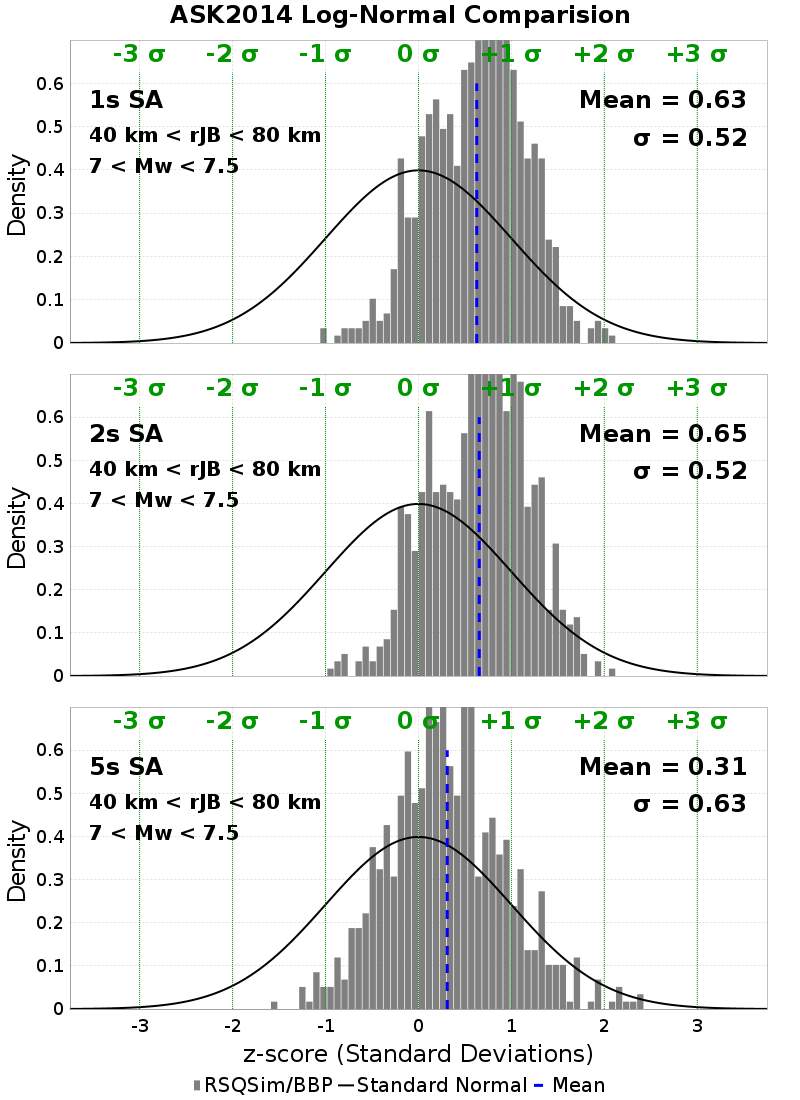 ASK2014 Log-Normal Comparision
-3 σ -2 σ -1 σ 0 σ +1 σ +2 σ +3 σ
1s SA
40 km < rJB < 80 km
7 < Mw < 7.5
Mean = 0.63
σ = 0.52
Density
0.6
0.5
0.4
0.3
0.2
0.1
0
-3 σ -2 σ -1 σ 0 σ +1 σ +2 σ +3 σ
2s SA
40 km < rJB < 80 km
7 < Mw < 7.5
Mean = 0.65
σ = 0.52
Density
0.6
0.5
0.4
0.3
0.2
0.1
0
-3 σ -2 σ -1 σ 0 σ +1 σ +2 σ +3 σ
5s SA
40 km < rJB < 80 km
7 < Mw < 7.5
Mean = 0.31
σ = 0.63
Density
0.6
0.5
0.4
0.3
0.2
0.1
0
-3 -2 -1 0 1 2 3
z-score (Standard Deviations)
RSQSim/BBP Standard Normal Mean